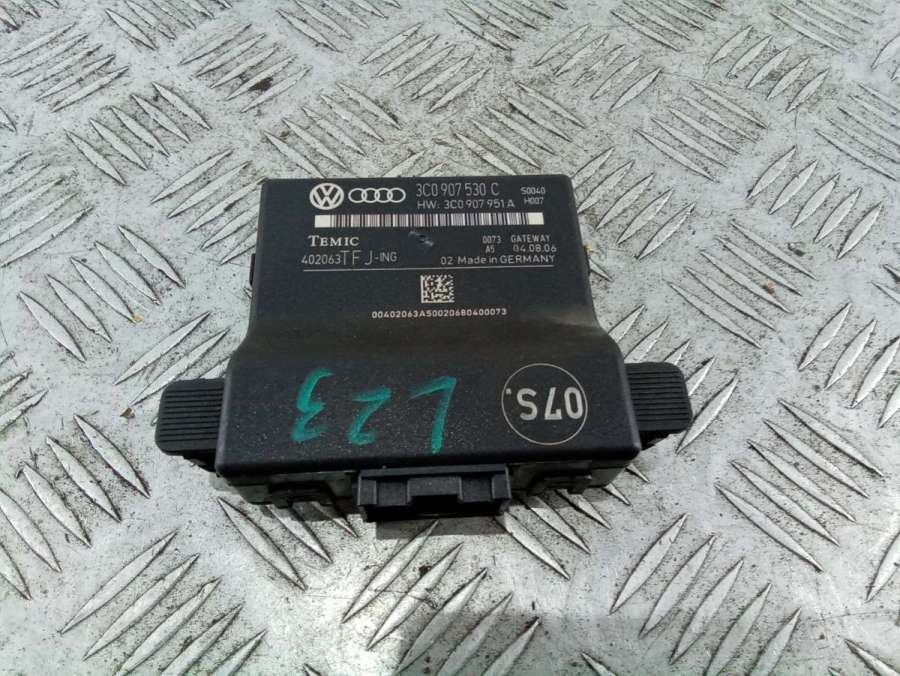 3C0 907 530 C S0040
HW: 3C0 907 951 A H007
TEMIC 0073 GATEWAY
402063TFJ-ING A5 04.08.06
02 Made in GERMANY
00402063A50020680400073
07S.
L23